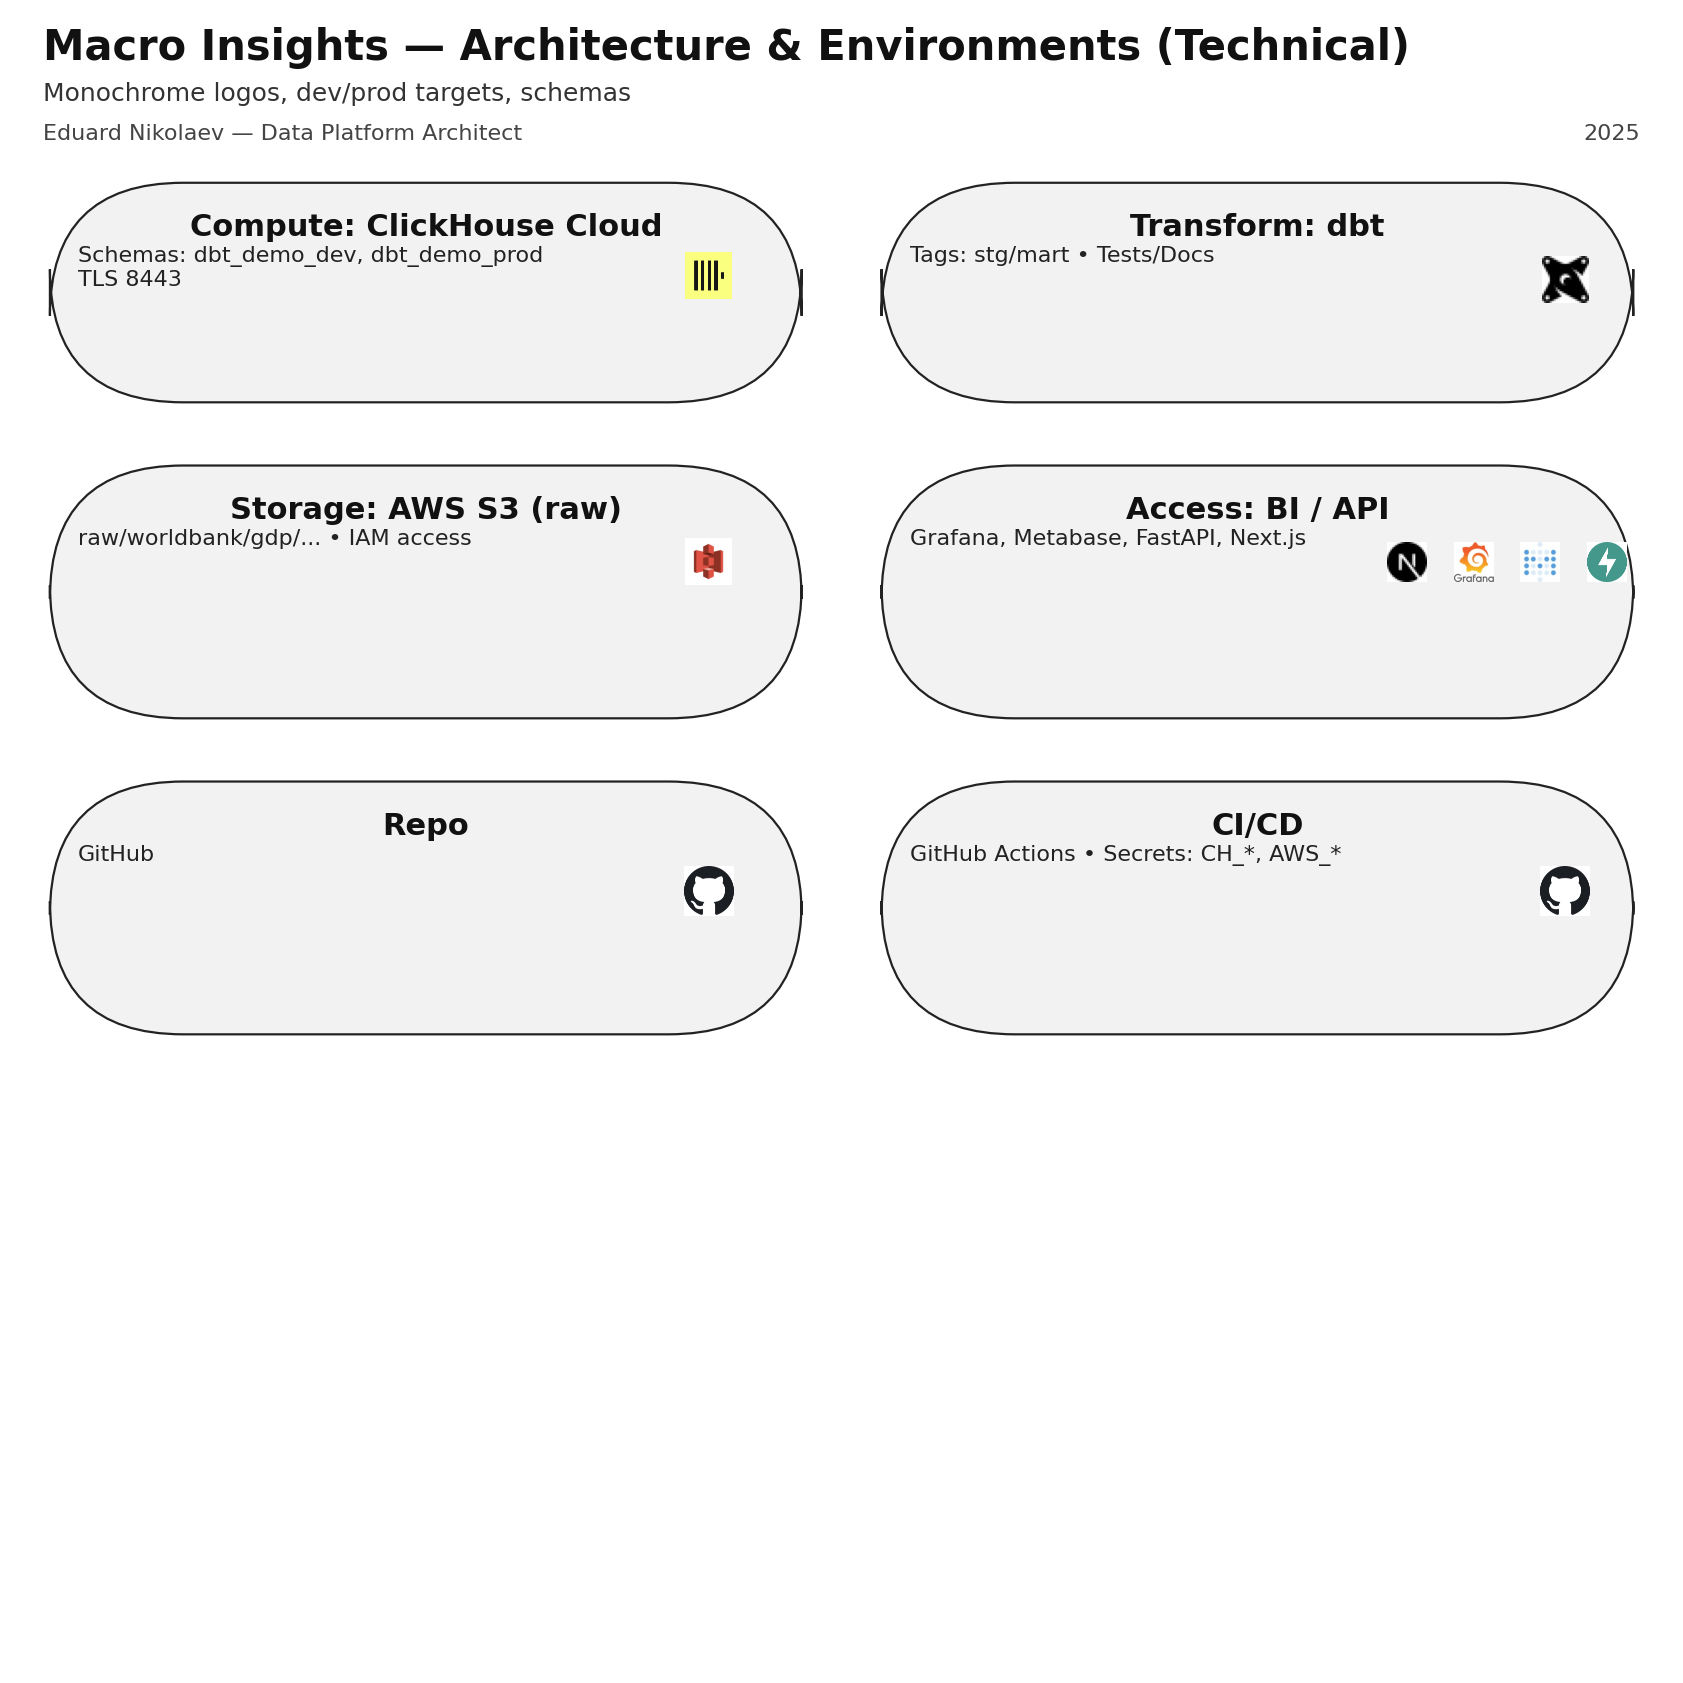 Macro Insights — Architecture & Environments (Technical)
Monochrome logos, dev/prod targets, schemas
Eduard Nikolaev — Data Platform Architect
2025
Compute: ClickHouse Cloud
Schemas: dbt_demo_dev, dbt_demo_prod
TLS 8443
Transform: dbt
Tags: stg/mart • Tests/Docs
Storage: AWS S3 (raw)
raw/worldbank/gdp/... • IAM access
Access: BI / API
Grafana, Metabase, FastAPI, Next.js
N
Grafana
Repo
GitHub
CI/CD
GitHub Actions • Secrets: CH_*, AWS_*